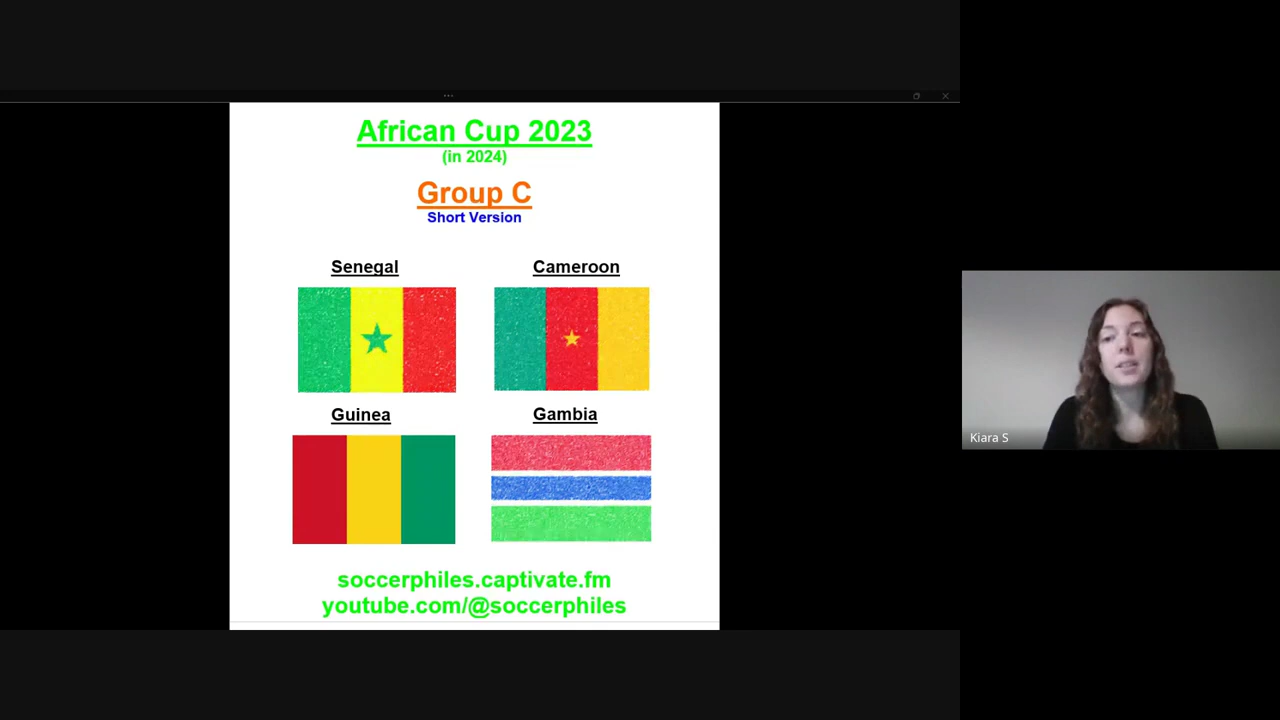 African Cup 2023
(in 2024)
Group C
Short Version
Senegal
Cameroon
Guinea
Gambia
soccerphiles.captivate.fm
youtube.com/@soccerphiles
Kiara S